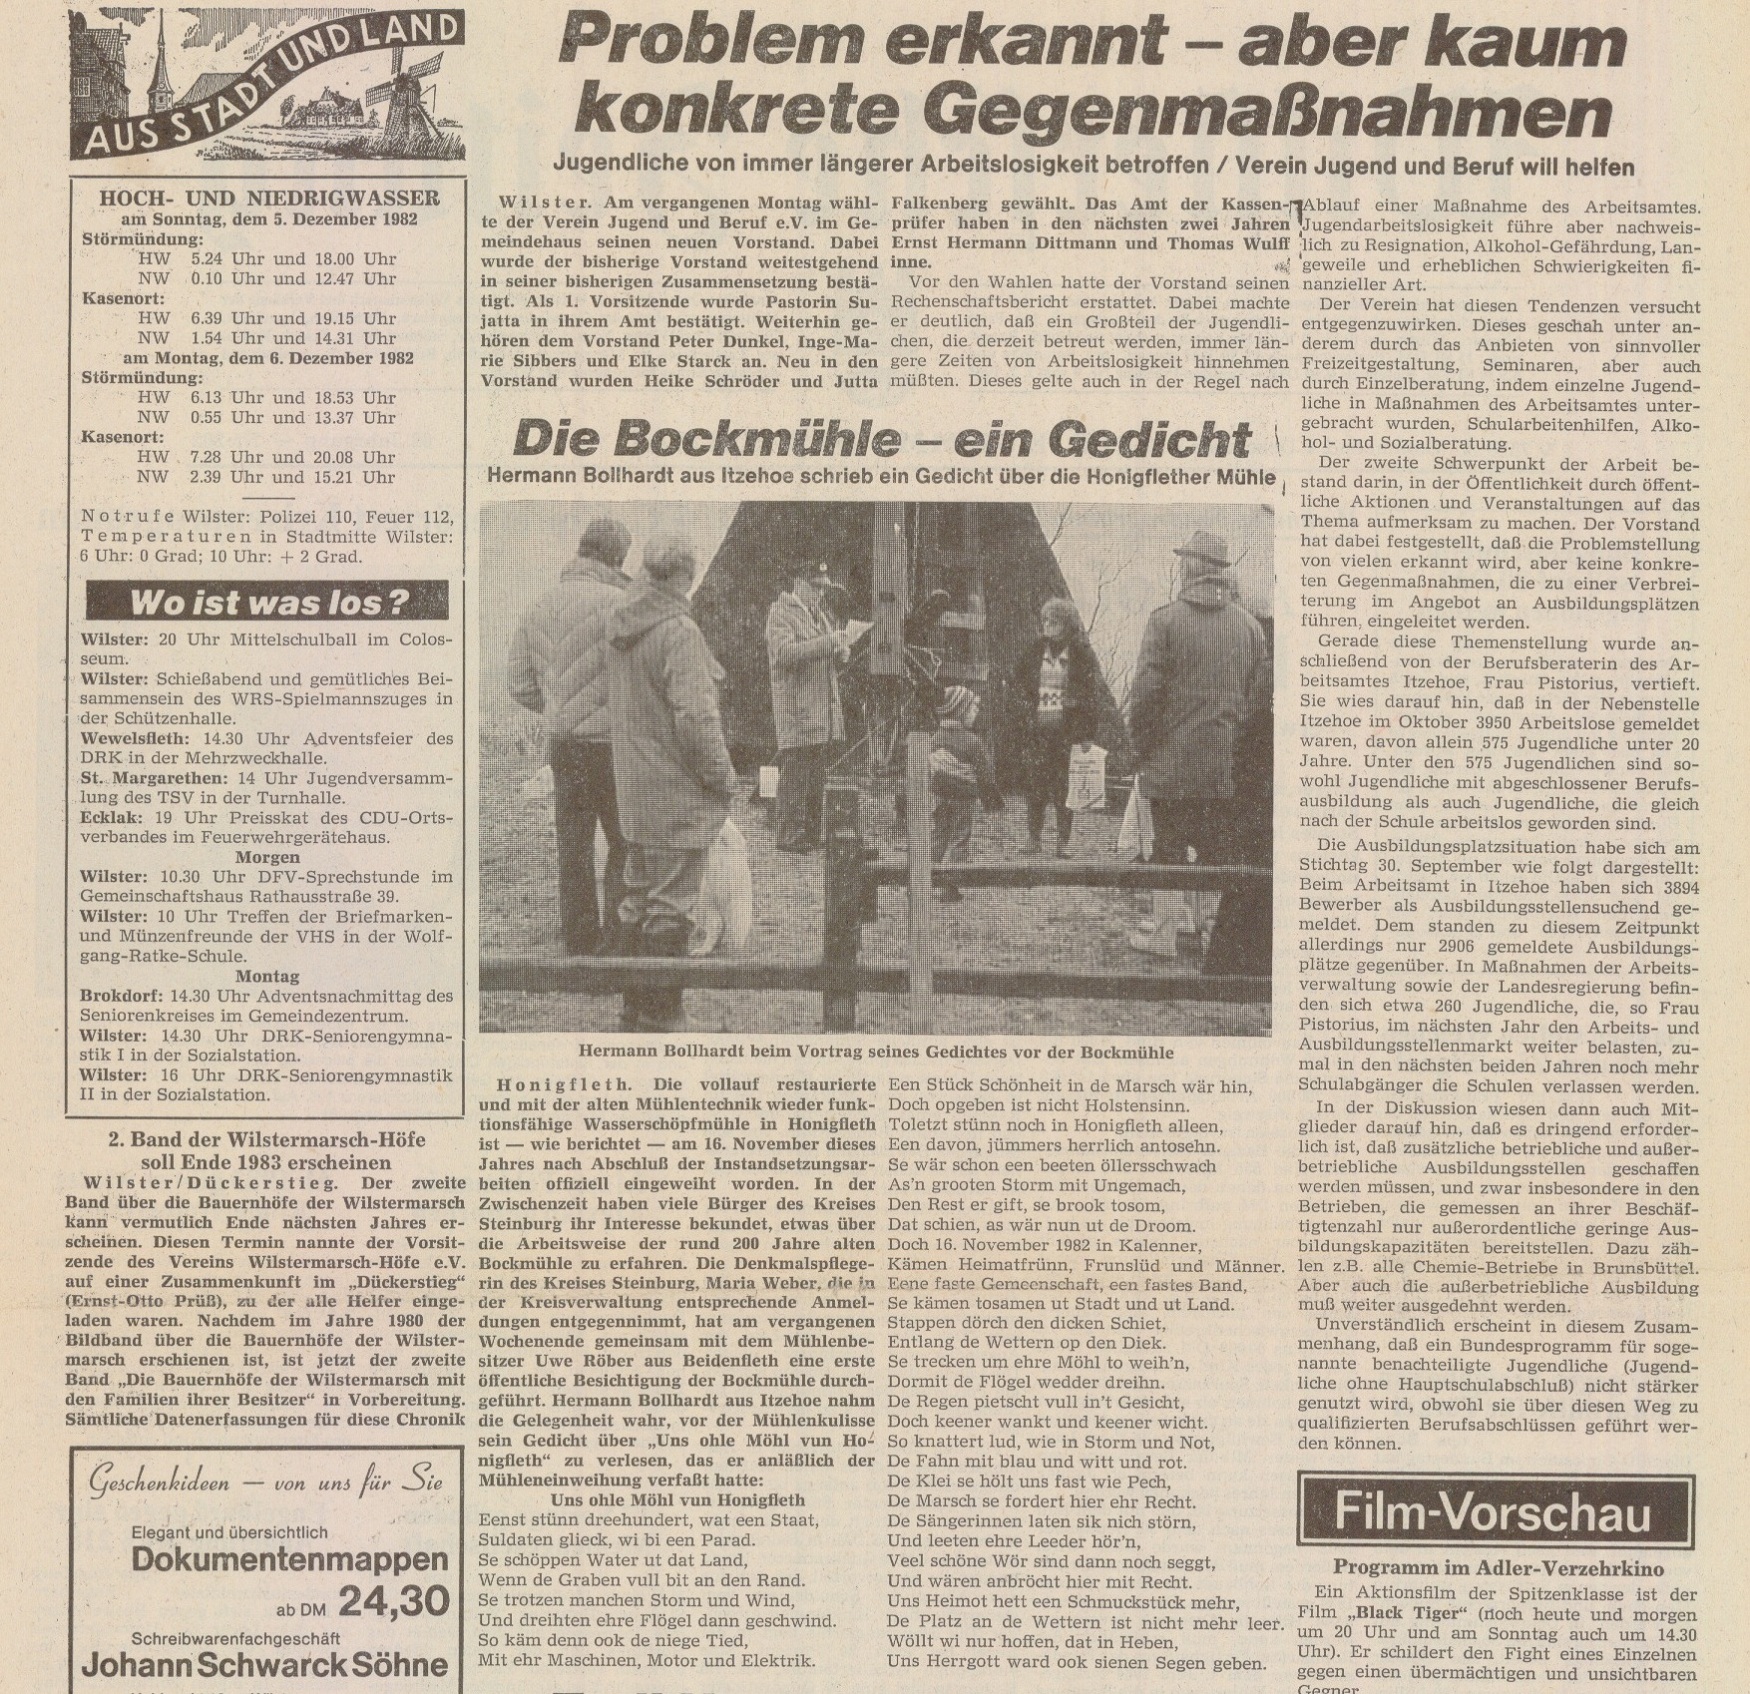 AUS STADT UND LAND
HOCH- UND NIEDRIGWASSER
am Sonntag, dem 5. Dezember 1982
Störmündung:
HW 5.24 Uhr und 18.00 Uhr
NW 0.10 Uhr und 12.47 Uhr
Kasenort:
HW 6.39 Uhr und 19.15 Uhr
NW 1.54 Uhr und 14.31 Uhr
am Montag, dem 6. Dezember 1982
Störmündung:
HW 6.13 Uhr und 18.53 Uhr
NW 0.55 Uhr und 13.37 Uhr
Kasenort:
HW 7.28 Uhr und 20.08 Uhr
NW 2.39 Uhr und 15.21 Uhr
Notrufe Wilster: Polizei 110, Feuer 112,
Temperaturen in Stadtmitte Wilster:
6 Uhr: 0 Grad; 10 Uhr: + 2 Grad.
Wo ist was los?
Wilster: 20 Uhr Mittelschulball im Colos-
seum.
Wilster: Schießabend und gemütliches Bei-
sammensein des WRS-Spielmannszuges in
der Schützenhalle.
Wewelsfleth: 14.30 Uhr Adventsfeier des
DRK in der Mehrzweckhalle.
St. Margarethen: 14 Uhr Jugendversamm-
lung des TSV in der Turnhalle.
Ecklak: 19 Uhr Preisskat des CDU-Orts-
verbandes im Feuerwehrgerätehaus.
Morgen
Wilster: 10.30 Uhr DFV-Sprechstunde im
Gemeinschaftshaus Rathausstraße 39.
Wilster: 10 Uhr Treffen der Briefmarken-
und Münzenfreunde der VHS in der Wolf-
gang-Ratke-Schule.
Montag
Brokdorf: 14.30 Uhr Adventsnachmittag des
Seniorenkreises im Gemeindezentrum.
Wilster: 14.30 Uhr DRK-Seniorengymna-
stik I in der Sozialstation.
Wilster: 16 Uhr DRK-Seniorengymnastik
II in der Sozialstation.
2. Band der Wilstermarsch-Höfe
soll Ende 1983 erscheinen
Wilster/Dückerstieg. Der zweite
Band über die Bauernhöfe der Wilstermarsch
kann vermutlich Ende nächsten Jahres er-
scheinen. Diesen Termin nannte der Vorsit-
zende des Vereins Wilstermarsch-Höfe e.V.
auf einer Zusammenkunft im „Dückerstieg“
(Ernst-Otto Prüß), zu der alle Helfer einge-
laden waren. Nachdem im Jahre 1980 der
Bildband über die Bauernhöfe der Wilster-
marsch erschienen ist, ist jetzt der zweite
Band „Die Bauernhöfe der Wilstermarsch mit
den Familien ihrer Besitzer“ in Vorbereitung.
Sämtliche Datenerfassungen für diese Chronik
Geschenkideen — von uns für Sie
Elegant und übersichtlich
Dokumentenmappen
ab DM 24,30
Schreibwarenfachgeschäft
Johann Schwarck Söhne
Problem erkannt – aber kaum
konkrete Gegenmaßnahmen
Jugendliche von immer längerer Arbeitslosigkeit betroffen / Verein Jugend und Beruf will helfen
Wilster. Am vergangenen Montag wähl-
te der Verein Jugend und Beruf e.V. im Ge-
meindehaus seinen neuen Vorstand. Dabei
wurde der bisherige Vorstand weitestgehend
in seiner bisherigen Zusammensetzung bestä-
tigt. Als 1. Vorsitzende wurde Pastorin Su-
jatta in ihrem Amt bestätigt. Weiterhin ge-
hören dem Vorstand Peter Dunkel, Inge-Ma-
rie Sibbers und Elke Starck an. Neu in den
Vorstand wurden Heike Schröder und Jutta
Falkenberg gewählt. Das Amt der Kassen-
prüfer haben in den nächsten zwei Jahren
Ernst Hermann Dittmann und Thomas Wulff
inne.
Vor den Wahlen hatte der Vorstand seinen
Rechenschaftsbericht erstattet. Dabei machte
er deutlich, daß ein Großteil der Jugendli-
chen, die derzeit betreut werden, immer län-
gere Zeiten von Arbeitslosigkeit hinnehmen
müßten. Dieses gelte auch in der Regel nach
Ablauf einer Maßnahme des Arbeitsamtes.
Jugendarbeitslosigkeit führe aber nachweis-
lich zu Resignation, Alkohol-Gefährdung, Lan-
geweile und erheblichen Schwierigkeiten fi-
nanzieller Art.
Der Verein hat diesen Tendenzen versucht
entgegenzuwirken. Dieses geschah unter an-
derem durch das Anbieten von sinnvoller
Freizeitgestaltung, Seminaren, aber auch
durch Einzelberatung, indem einzelne Jugend-
liche in Maßnahmen des Arbeitsamtes unter-
gebracht wurden, Schularbeitenhilfen, Alko-
hol- und Sozialberatung.
Der zweite Schwerpunkt der Arbeit be-
stand darin, in der Öffentlichkeit durch öffent-
liche Aktionen und Veranstaltungen auf das
Thema aufmerksam zu machen. Der Vorstand
hat dabei festgestellt, daß die Problemstellung
von vielen erkannt wird, aber keine konkre-
ten Gegenmaßnahmen, die zu einer Verbrei-
terung im Angebot an Ausbildungsplätzen
führen, eingeleitet werden.
Gerade diese Themenstellung wurde an-
schließend von der Berufsberaterin des Ar-
beitsamtes Itzehoe, Frau Pistorius, vertieft.
Sie wies darauf hin, daß in der Nebenstelle
Itzehoe im Oktober 3950 Arbeitslose gemeldet
waren, davon allein 575 Jugendliche unter 20
Jahre. Unter den 575 Jugendlichen sind so-
wohl Jugendliche mit abgeschlossener Berufs-
ausbildung als auch Jugendliche, die gleich
nach der Schule arbeitslos geworden sind.
Die Ausbildungsplatzsituation habe sich am
Stichtag 30. September wie folgt dargestellt:
Beim Arbeitsamt in Itzehoe haben sich 3894
Bewerber als Ausbildungsstellensuchend ge-
meldet. Dem standen zu diesem Zeitpunkt
allerdings nur 2906 gemeldete Ausbildungs-
plätze gegenüber. In Maßnahmen der Arbeits-
verwaltung sowie der Landesregierung befin-
den sich etwa 260 Jugendliche, die, so Frau
Pistorius, im nächsten Jahr den Arbeits- und
Ausbildungsstellenmarkt weiter belasten, zu-
mal in den nächsten beiden Jahren noch mehr
Schulabgänger die Schulen verlassen werden.
In der Diskussion wiesen dann auch Mit-
glieder darauf hin, daß es dringend erforder-
lich ist, daß zusätzliche betriebliche und außer-
betriebliche Ausbildungsstellen geschaffen
werden müssen, und zwar insbesondere in den
Betrieben, die gemessen an ihrer Beschäf-
tigtenzahl nur außerordentliche geringe Aus-
bildungskapazitäten bereitstellen. Dazu zäh-
len z.B. alle Chemie-Betriebe in Brunsbüttel.
Aber auch die außerbetriebliche Ausbildung
muß weiter ausgedehnt werden.
Unverständlich erscheint in diesem Zusam-
menhang, daß ein Bundesprogramm für soge-
nannte benachteiligte Jugendliche (Jugend-
liche ohne Hauptschulabschluß) nicht stärker
genutzt wird, obwohl sie über diesen Weg zu
qualifizierten Berufsabschlüssen geführt wer-
den können.
Die Bockmühle – ein Gedicht
Hermann Bollhardt aus Itzehoe schrieb ein Gedicht über die Honigflether Mühle
Hermann Bollhardt beim Vortrag seines Gedichtes vor der Bockmühle
Honigfleth. Die vollauf restaurierte
und mit der alten Mühlentechnik wieder funk-
tionsfähige Wasserschöpfmühle in Honigfleth
ist — wie berichtet — am 16. November dieses
Jahres nach Abschluß der Instandsetzungsar-
beiten offiziell eingeweiht worden. In der
Zwischenzeit haben viele Bürger des Kreises
Steinburg ihr Interesse bekundet, etwas über
die Arbeitsweise der rund 200 Jahre alten
Bockmühle zu erfahren. Die Denkmalspflege-
rin des Kreises Steinburg, Maria Weber, die in
der Kreisverwaltung entsprechende Anmel-
dungen entgegennimmt, hat am vergangenen
Wochenende gemeinsam mit dem Mühlenbe-
sitzer Uwe Röber aus Beidenfleth eine erste
öffentliche Besichtigung der Bockmühle durch-
geführt. Hermann Bollhardt aus Itzehoe nahm
die Gelegenheit wahr, vor der Mühlenkulisse
sein Gedicht über „Uns ohle Möhl vun Ho-
nigfleth“ zu verlesen, das er anläßlich der
Mühleneinweihung verfaßt hatte:
Uns ohle Möhl vun Honigfleth
Eenst stünn dreehundert, wat een Staat,
Suldaten glieck, wi bi een Parad.
Se schöppen Water ut dat Land,
Wenn de Graben vull bit an den Rand.
Se trotzen manchen Storm und Wind,
Und dreihten ehre Flögel dann geschwind.
So käm denn ook de niege Tied,
Mit ehr Maschinen, Motor und Elektrik.
Een Stück Schönheit in de Marsch wär hin,
Doch opgeben ist nicht Holstensinn.
Toletzt stünn noch in Honigfleth alleen,
Een davon, jümmers herrlich antosehn.
Se wär schon een beeten öllersschwach
As'n grooten Storm mit Ungemach,
Den Rest er gift, se brook tosom,
Dat schien, as wär nun ut de Droom.
Doch 16. November 1982 in Kalenner,
Kämen Heimatfrünn, Frunslüd und Männer.
Eene faste Gemeenschaft, een fastes Band,
Se kämen tosamen ut Stadt und ut Land.
Stappen dörch den dicken Schiet,
Entlang de Wettern op den Diek.
Se trecken um ehre Möhl to weih'n,
Dormit de Flögel wedder dreihn.
De Regen pietscht vull in't Gesicht,
Doch keener wankt und keener wicht.
So knattert lud, wie in Storm und Not,
De Fahn mit blau und witt und rot.
De Klei se hölt uns fast wie Pech,
De Marsch se fordert hier ehr Recht.
De Sängerinnen laten sik nich störn,
Und leeten ehre Leeder hör'n,
Veel schöne Wör sind dann noch seggt,
Und wären anbröcht hier mit Recht.
Uns Heimot hett een Schmuckstück mehr,
De Platz an de Wettern ist nicht mehr leer.
Wöllt wi nur hoffen, dat in Heben,
Uns Herrgott ward ook sienen Segen geben.
Film-Vorschau
Programm im Adler-Verzehrkino
Ein Aktionsfilm der Spitzenklasse ist der
Film „Black Tiger“ (noch heute und morgen
um 20 Uhr und am Sonntag auch um 14.30
Uhr). Er schildert den Fight eines Einzelnen
gegen einen übermächtigen und unsichtbaren
Gegner.